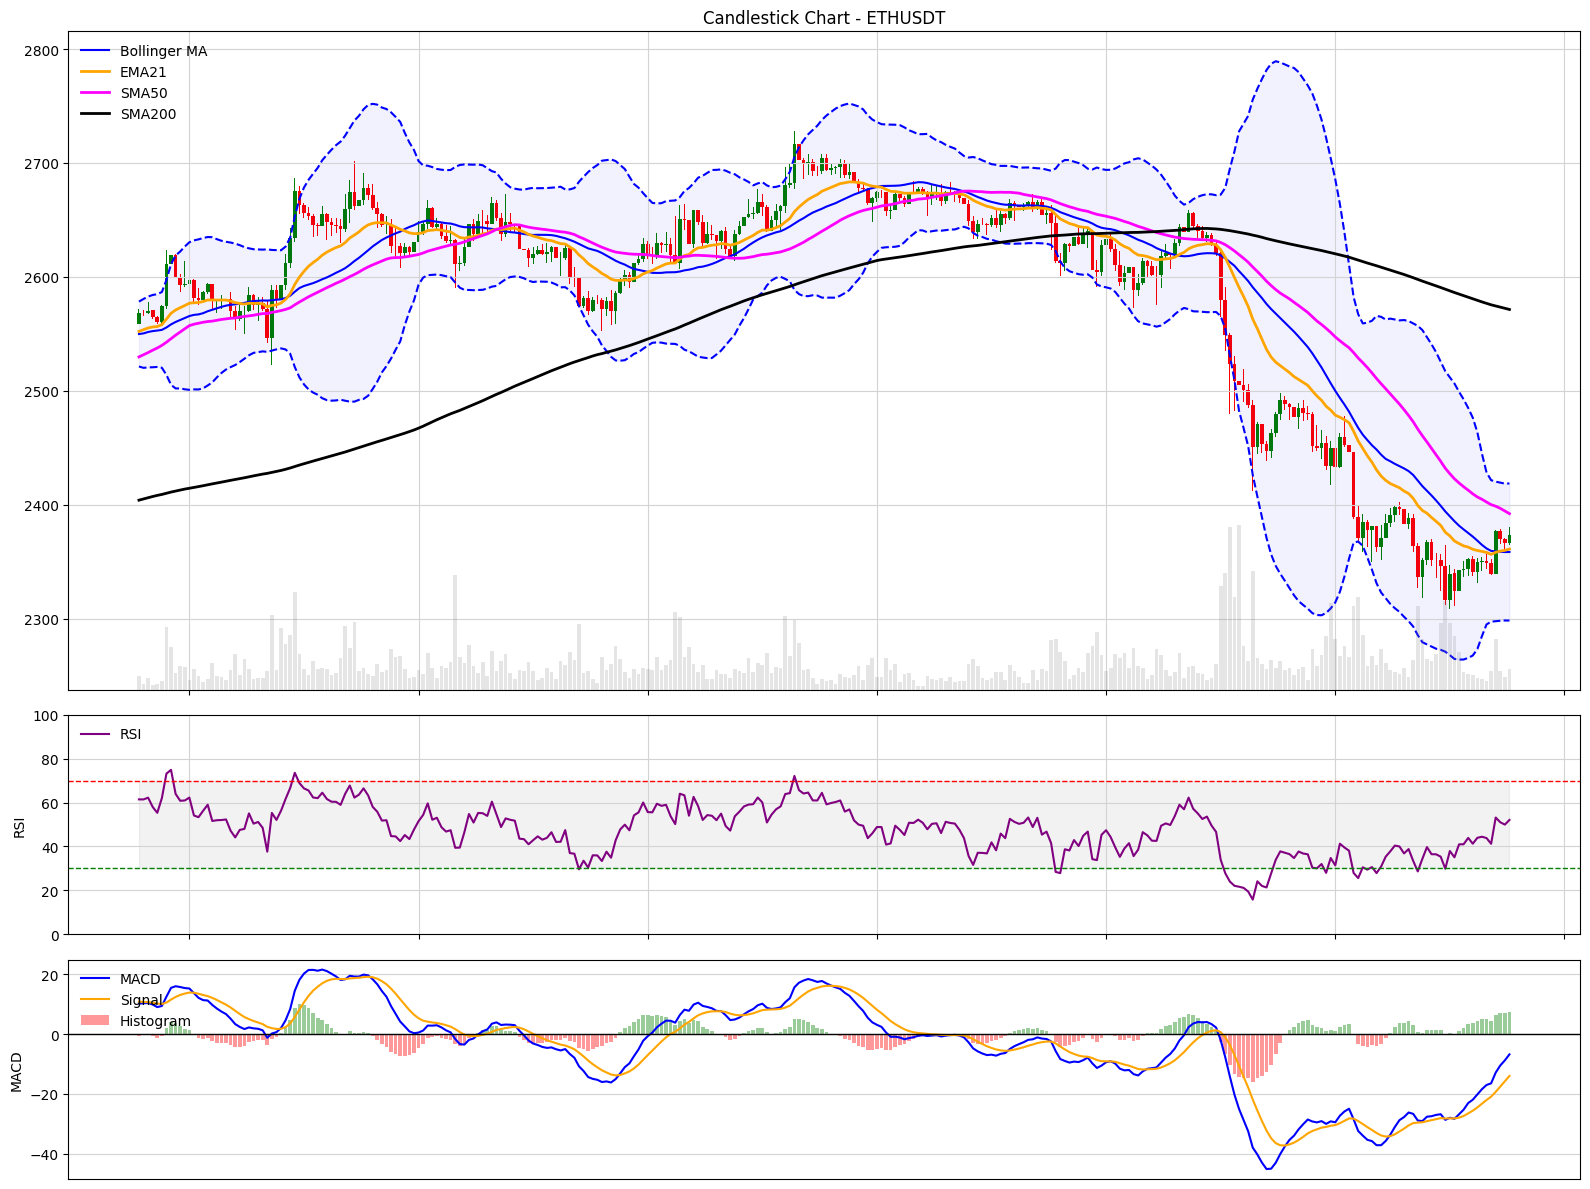 Candlestick Chart - ETHUSDT
2800
2700
2600
2500
2400
2300
Bollinger MA
EMA21
SMA50
SMA200
100
80
60
40
20
0
RSI
RSI
20
0
−20
−40
MACD
MACD
Signal
Histogram